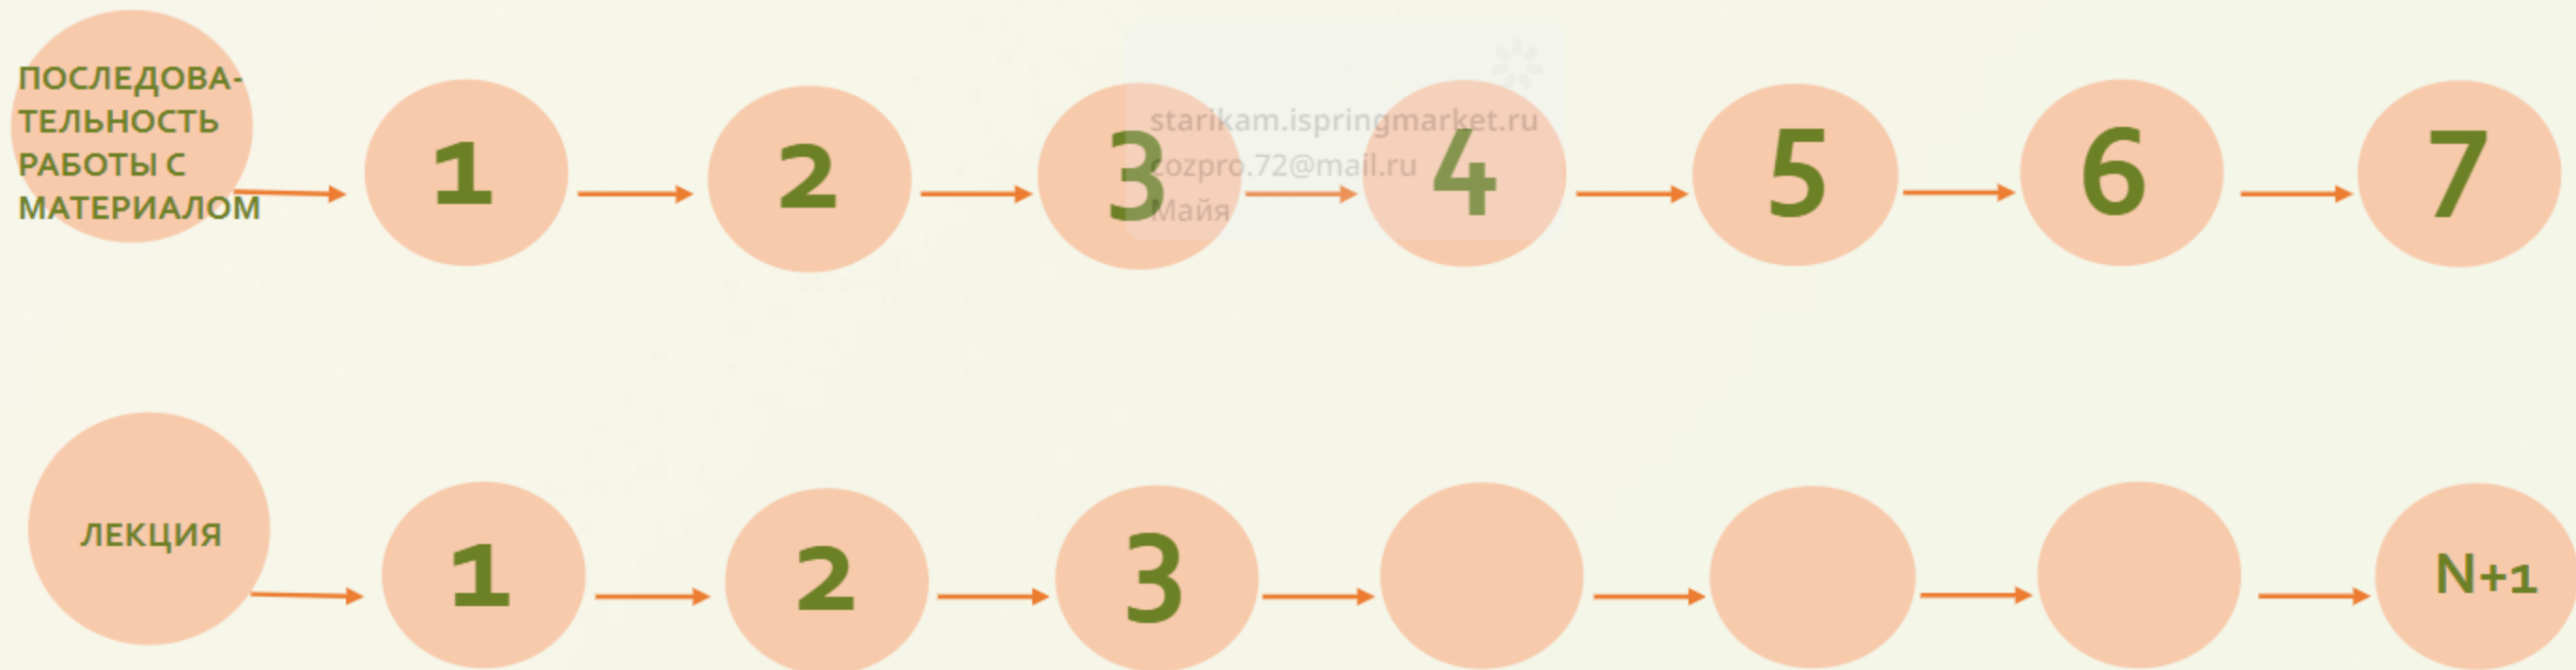 ПОСЛЕДОВА-
ТЕЛЬНОСТЬ
РАБОТЫ С
МАТЕРИАЛОМ
1
2
3
4
5
6
7
starikam.ispringmarket.ru
cozpro.72@mail.ru
Майя
ЛЕКЦИЯ
1
2
3
N+1